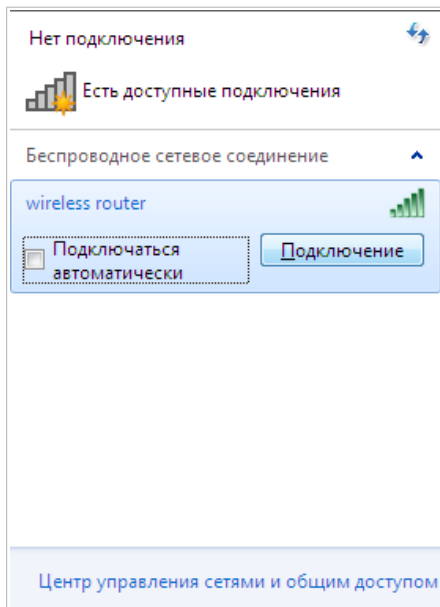 Нет подключения
Есть доступные подключения
Беспроводное сетевое соединение
wireless router
Подключаться
автоматически
Подключение
Центр управления сетями и общим доступом